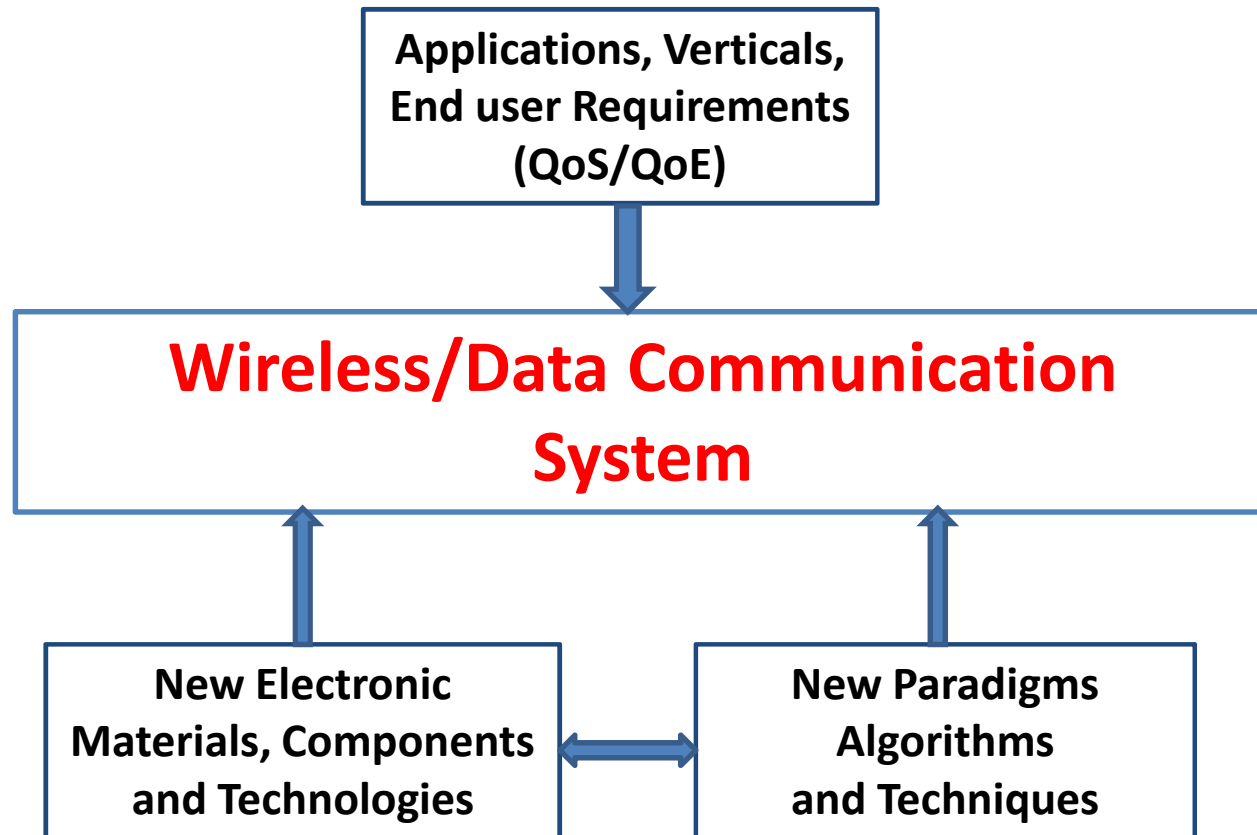 Applications, Verticals,
End user Requirements
(QoS/QoE)
Wireless/Data Communication
System
New Electronic
Materials, Components
and Technologies
New Paradigms
Algorithms
and Techniques